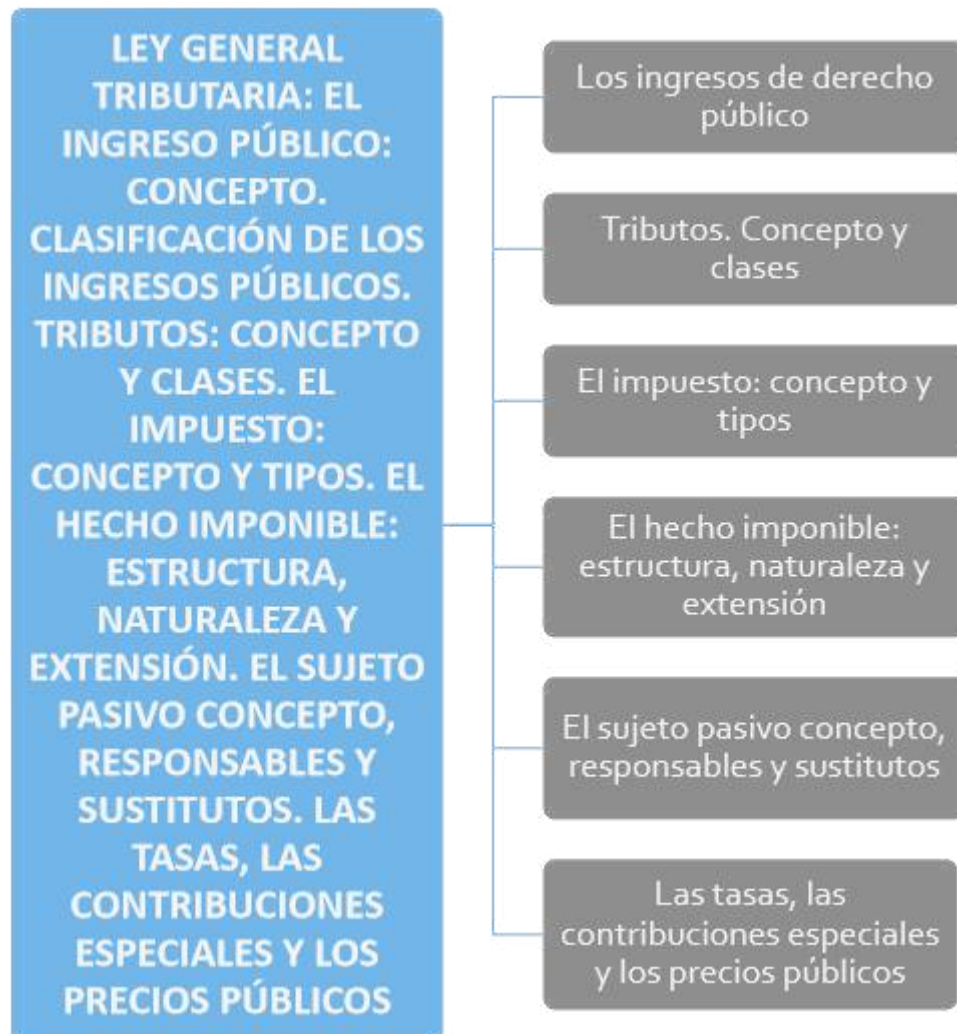 LEY GENERAL
TRIBUTARIA: EL
INGRESO PÚBLICO:
CONCEPTO.
CLASIFICACIÓN DE LOS
INGRESOS PÚBLICOS.
TRIBUTOS: CONCEPTO
Y CLASES. EL
IMPUESTO:
CONCEPTO Y TIPOS. EL
HECHO IMPONIBLE:
ESTRUCTURA,
NATURALEZA Y
EXTENSIÓN. EL SUJETO
PASIVO CONCEPTO,
RESPONSABLES Y
SUSTITUTOS. LAS
TASAS, LAS
CONTRIBUCIONES
ESPECIALES Y LOS
PRECIOS PÚBLICOS
Los ingresos de derecho
público
Tributos. Concepto y
clases
El impuesto: concepto y
tipos
El hecho imponible:
estructura, naturaleza y
extensión
El sujeto pasivo concepto,
responsables y sustitutos
Las tasas, las
contribuciones especiales
y los precios públicos